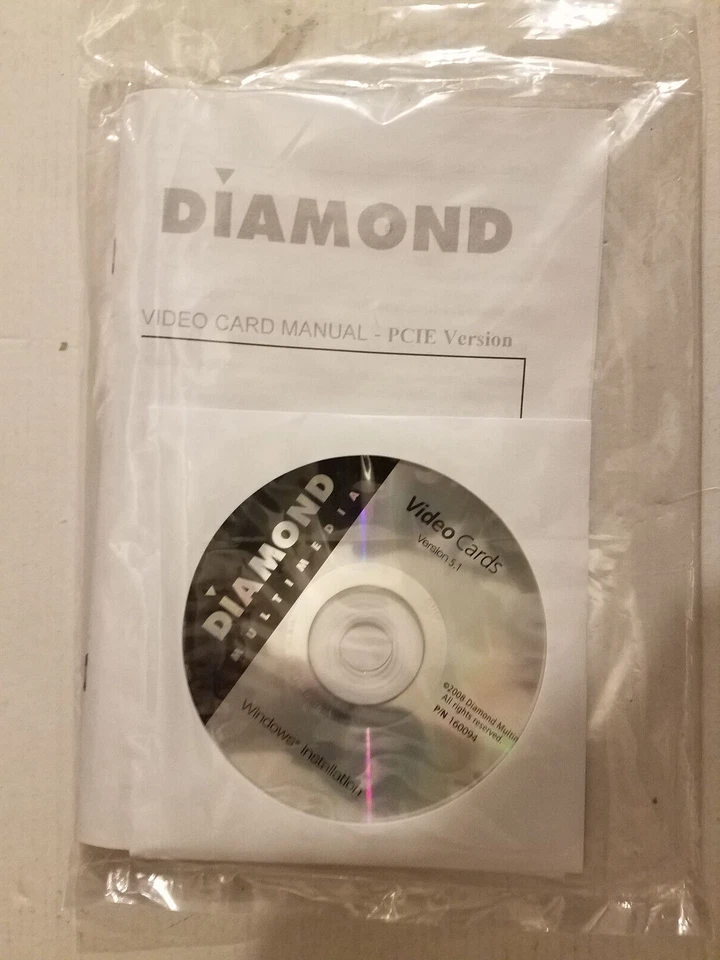 DIAMOND
VIDEO CARD MANUAL - PCIE Version
DIAMOND
MULTIMEDIA
Video Cards
Version 5.1
©2008 Diamond Multim
All rights reserved.
P/N 160094
Windows® Installation